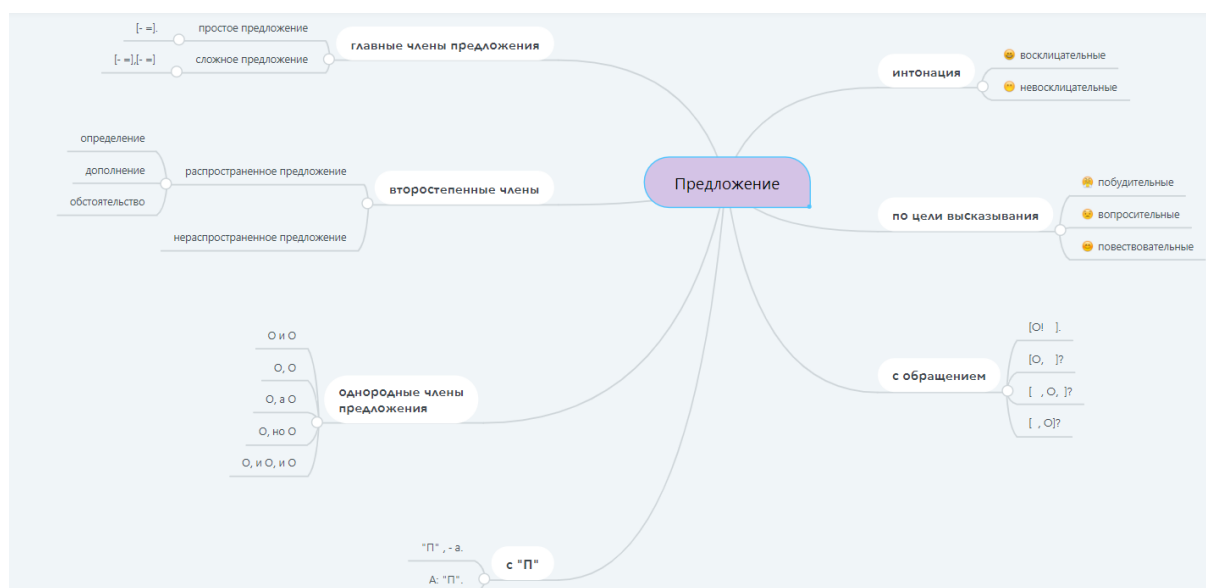 Предложение
главные члены предложения
простое предложение
[- =].
сложное предложение
[- =],[- =]
второстепенные члены
распространенное предложение
определение
дополнение
обстоятельство
нераспространенное предложение
однородные члены
предложения
О и О
О, О
О, а О
О, но О
О, и О, и О
с "П"
"П" , - а.
А: "П".
интонация
восклицательные
невосклицательные
по цели высказывания
побудительные
вопросительные
повествовательные
с обращением
[О!   ].
[О,   ]?
[  , О,  ]?
[  , О]?